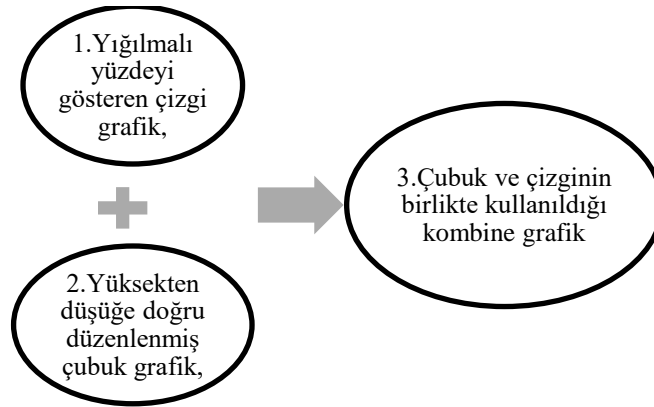 1.Yığılmalı
yüzdeyi
gösteren çizgi
grafik,
2.Yüksekten
düşüğe doğru
düzenlenmiş
çubuk grafik,
3.Çubuk ve çizginin
birlikte kullanıldığı
kombine grafik